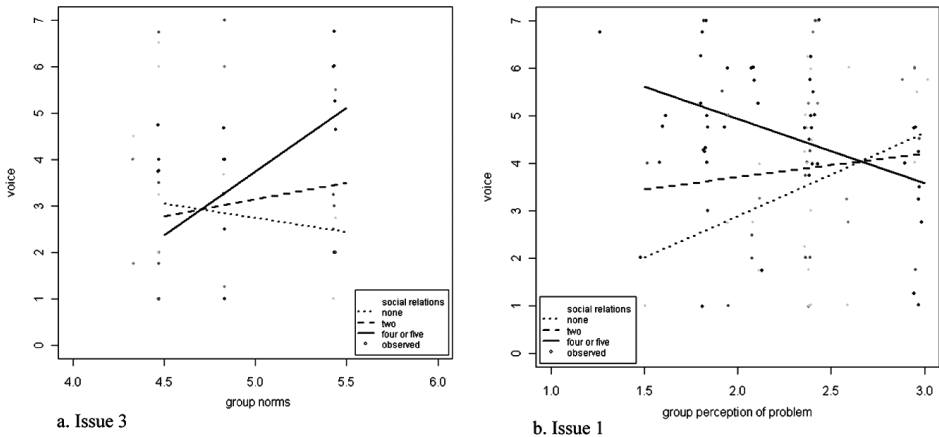 voice
7
6
5
4
3
2
1
0
social relations
none
two
four or five
observed
4.0 4.5 5.0 5.5 6.0
group norms
a. Issue 3
voice
7
6
5
4
3
2
1
0
social relations
none
two
four or five
observed
1.0 1.5 2.0 2.5 3.0
group perception of problem
b. Issue 1